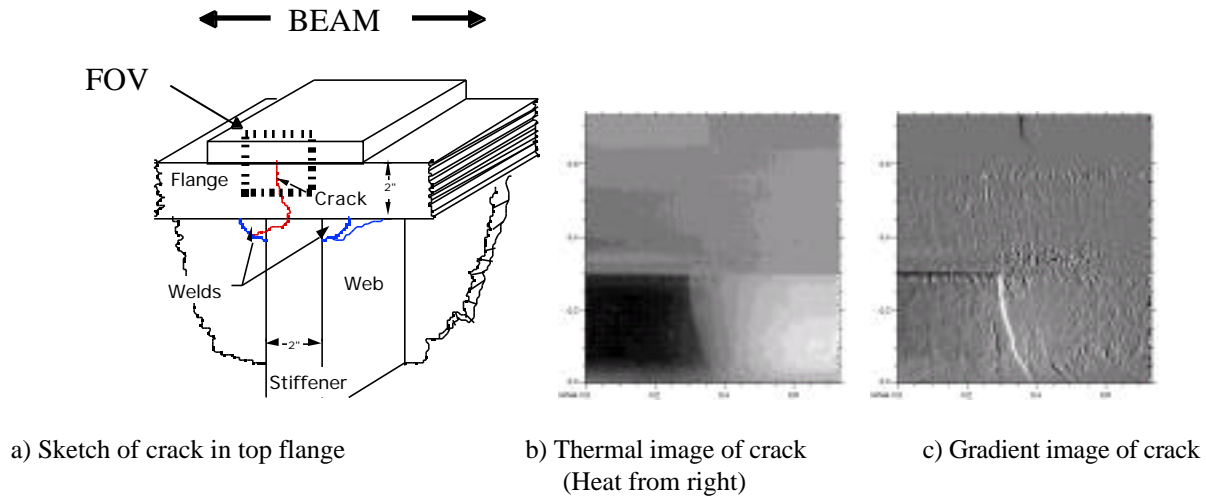 BEAM
FOV
Flange
2"
Crack
Welds
Web
2"
Stiffener
a) Sketch of crack in top flange
b) Thermal image of crack
(Heat from right)
c) Gradient image of crack